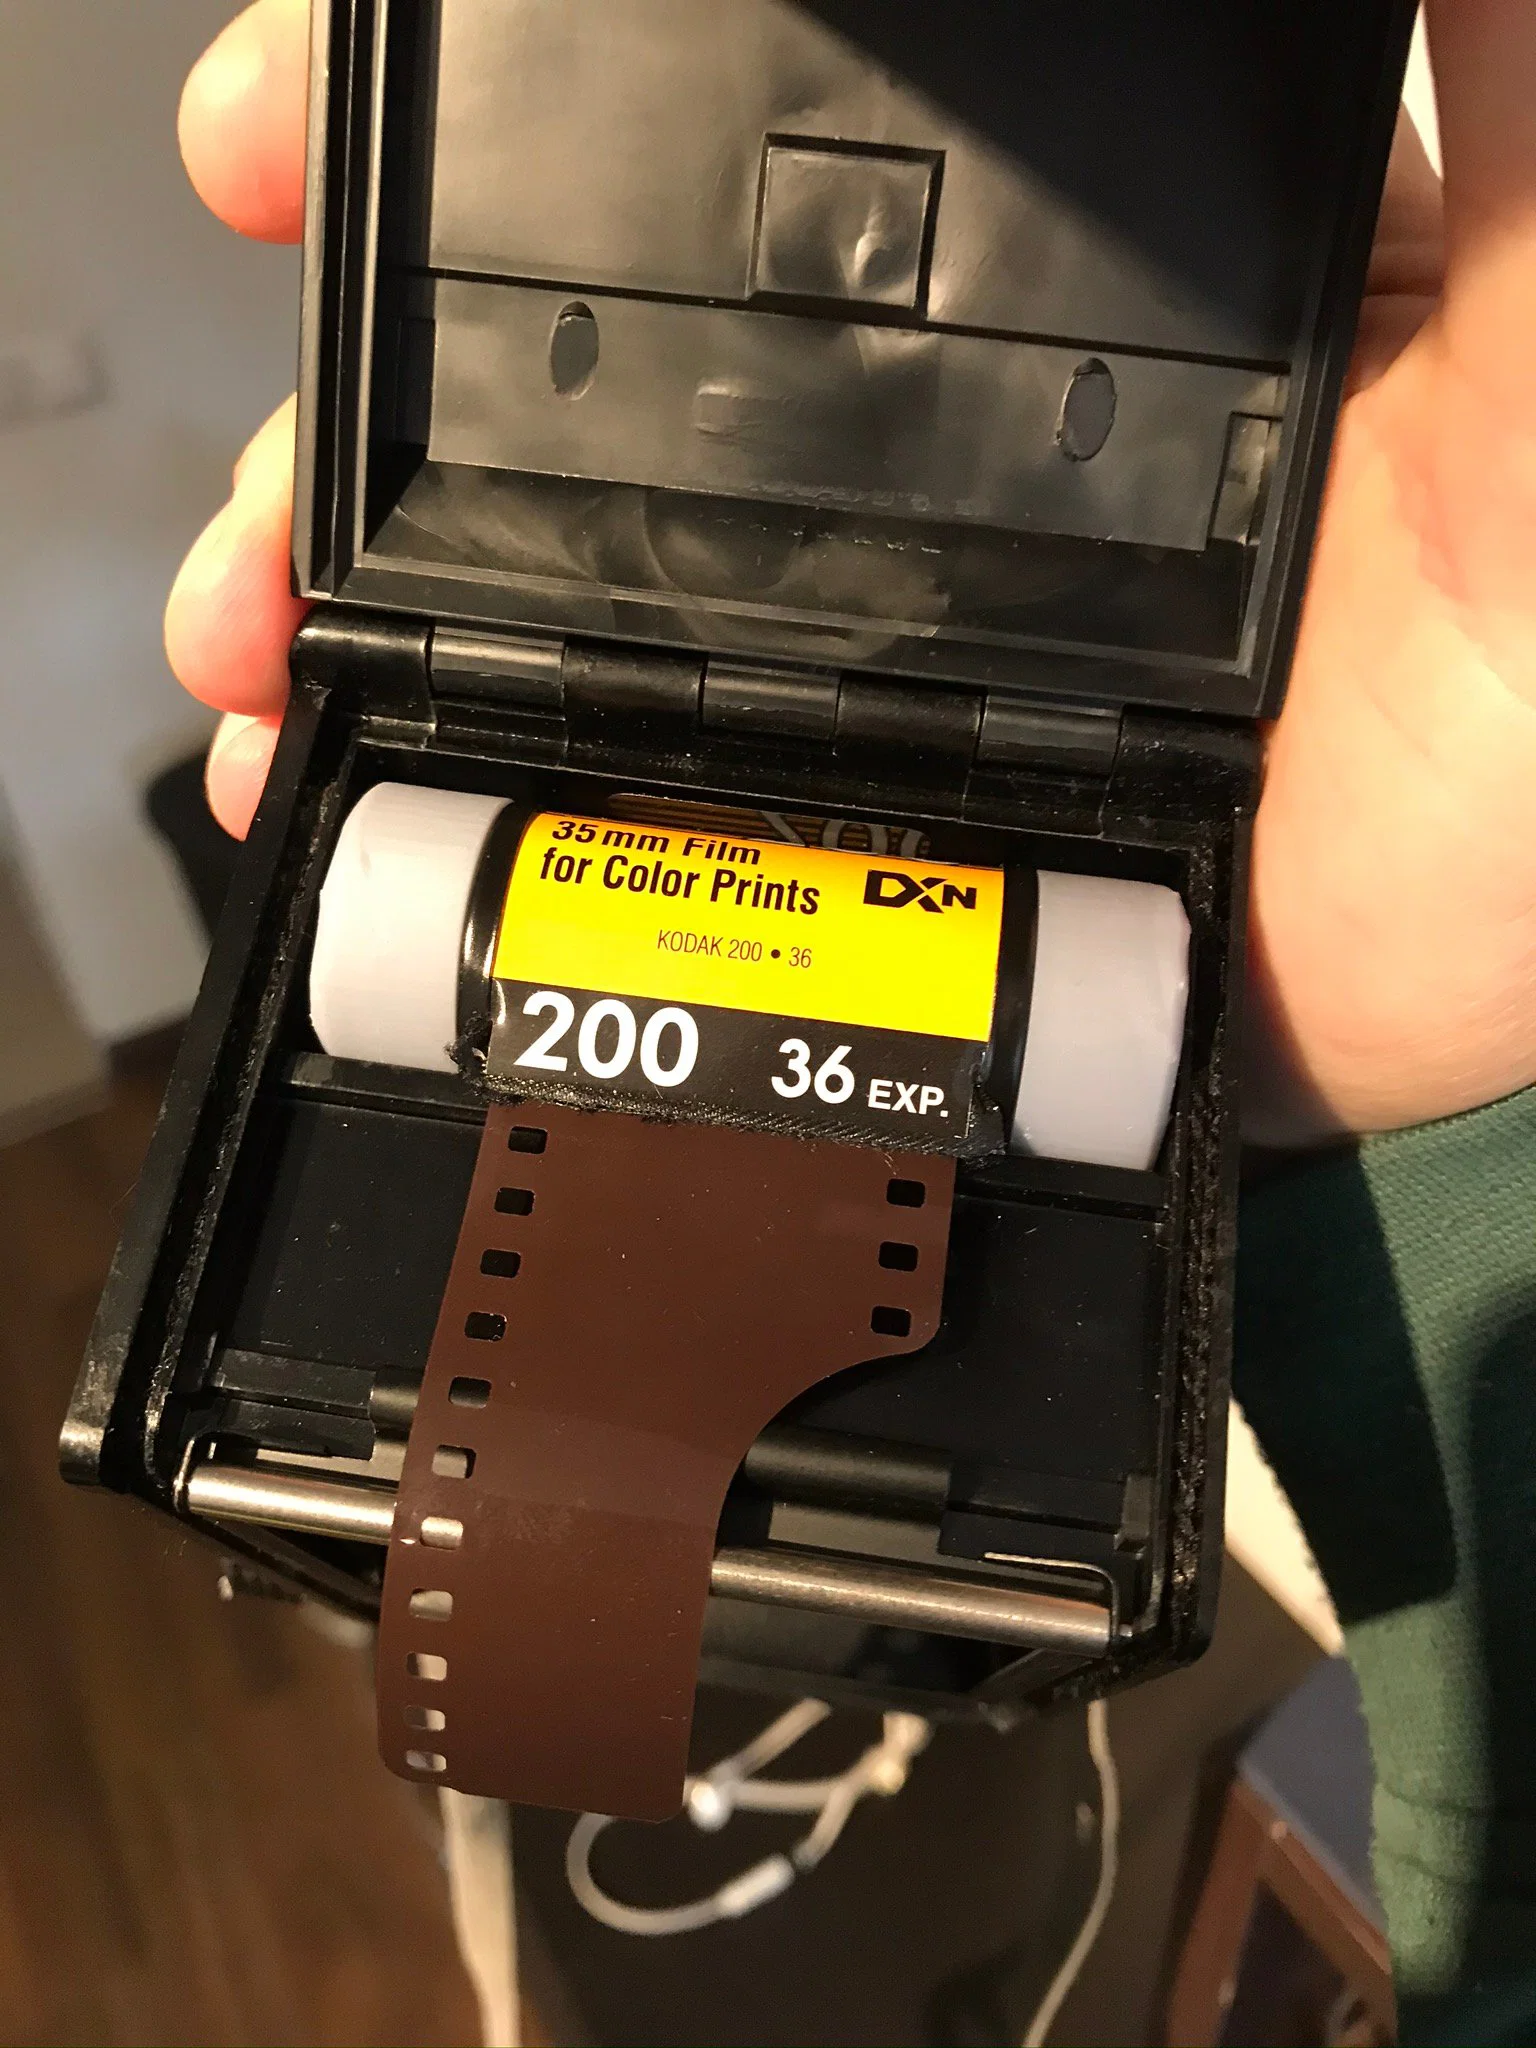 35mm Film
for Color Prints
DXN
KODAK 200 • 36
200 36 EXP.